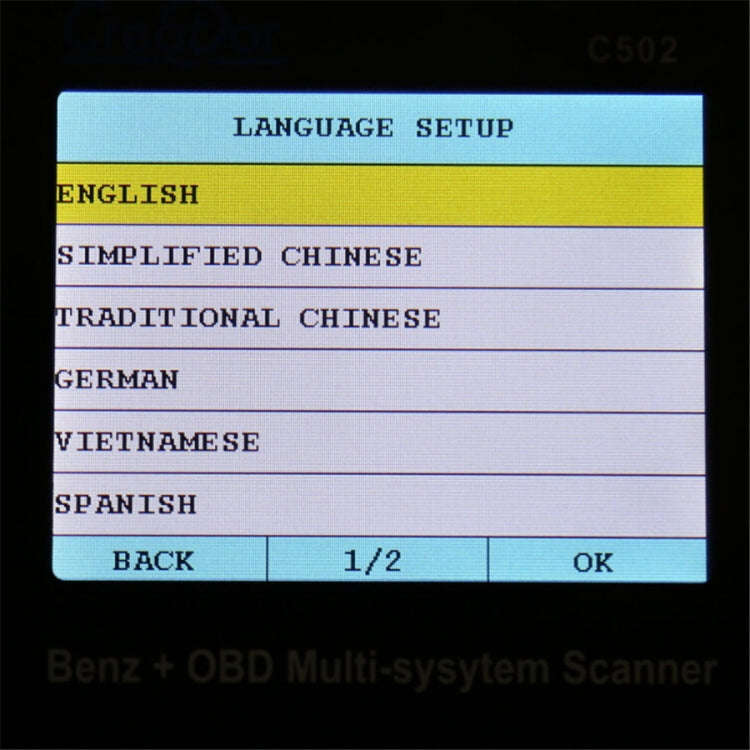 C502
LANGUAGE SETUP
ENGLISH
SIMPLIFIED CHINESE
TRADITIONAL CHINESE
GERMAN
VIETNAMESE
SPANISH
BACK 1/2 OK
Benz + OBD Multi-sysytem Scanner